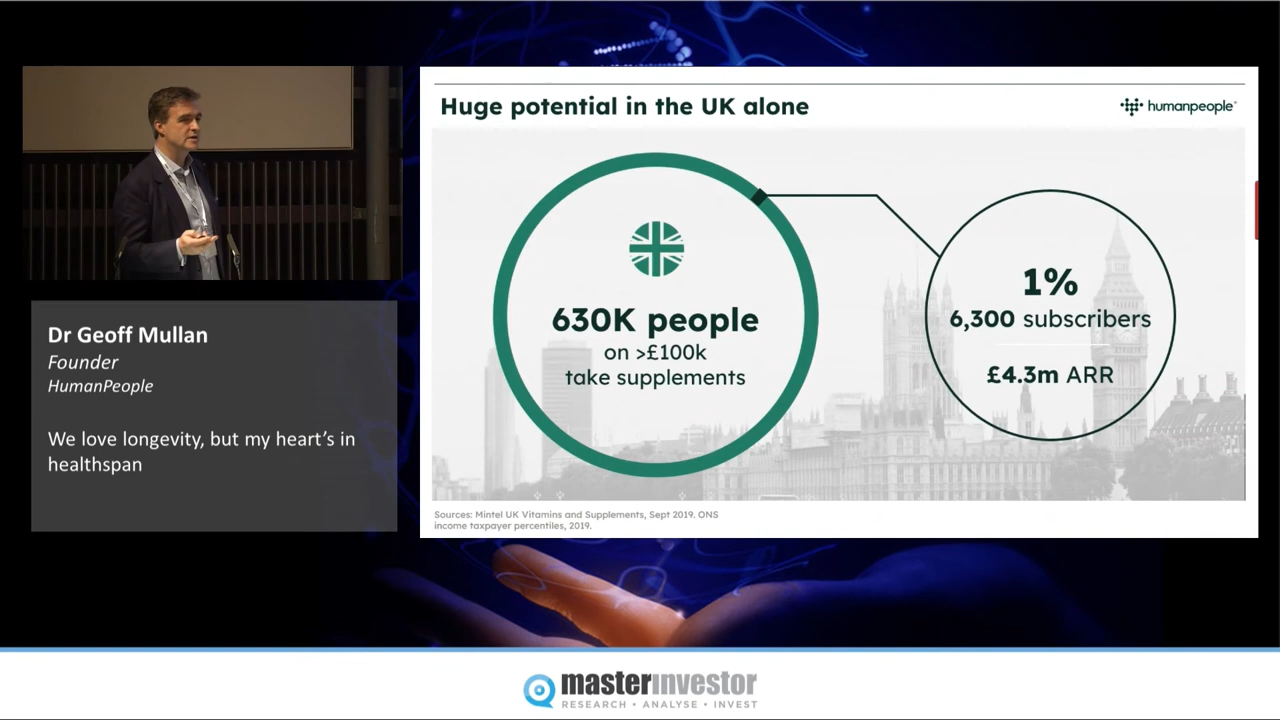 Dr Geoff Mullan
Founder
HumanPeople
We love longevity, but my heart's in
healthspan
Huge potential in the UK alone
humanpeople
630K people
on >£100k
take supplements
1%
6,300 subscribers
£4.3m ARR
Sources: Mintel UK Vitamins and Supplements, Sept 2019. ONS
income taxpayer percentiles, 2019.
masterinvestor
RESEARCH • ANALYSE • INVEST